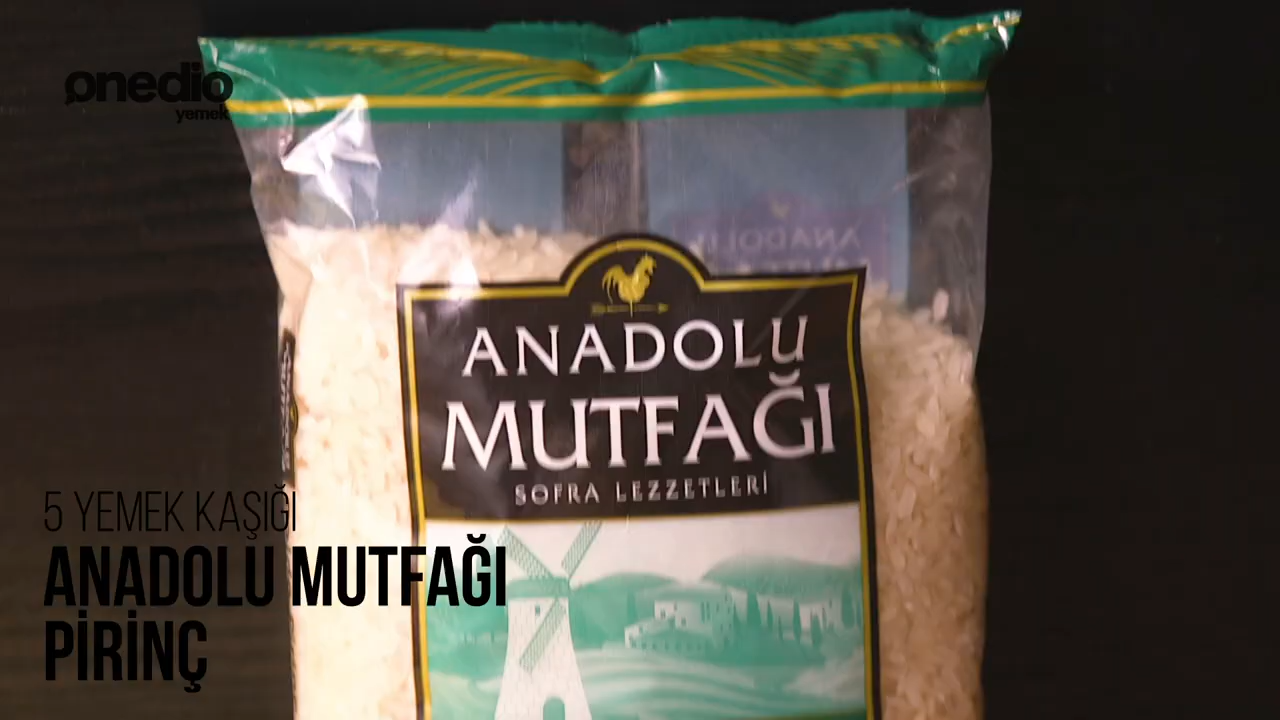 onedio
yemek
ANADOLU
MUTFAĞI
SOFRA LEZZETLERİ
5 YEMEK KAŞIĞI
ANADOLU MUTFAĞI
PİRİNÇ